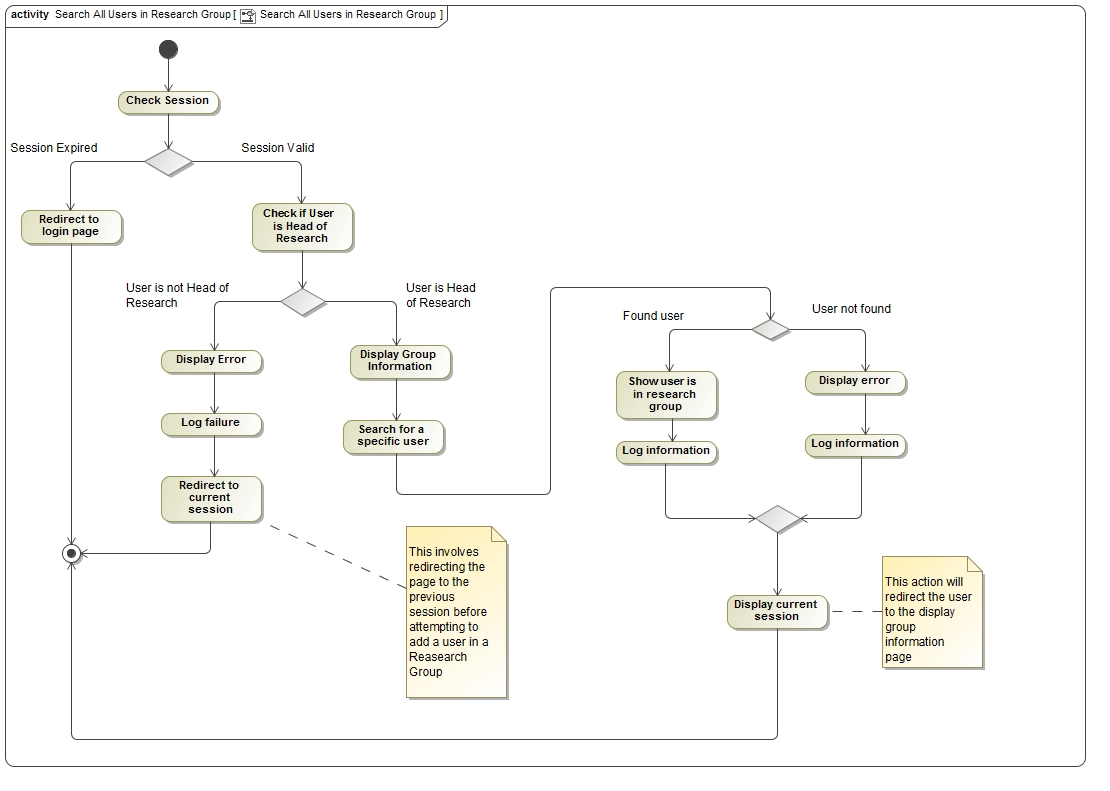 activity Search All Users in Research Group [ Search All Users in Research Group ]
Check Session
Session Expired
Session Valid
Redirect to
login page
Check if User
is Head of
Research
User is not Head of
Research
User is Head
of Research
Display Error
Log failure
Redirect to
current
session
Display Group
Information
Search for a
specific user
Found user
User not found
Show user is
in research
group
Log information
Display error
Log information
This involves
redirecting the
page to the
previous
session before
attempting to
add a user in a
Reasearch
Group
Display current
session
This action will
redirect the user
to the display
group
information
page